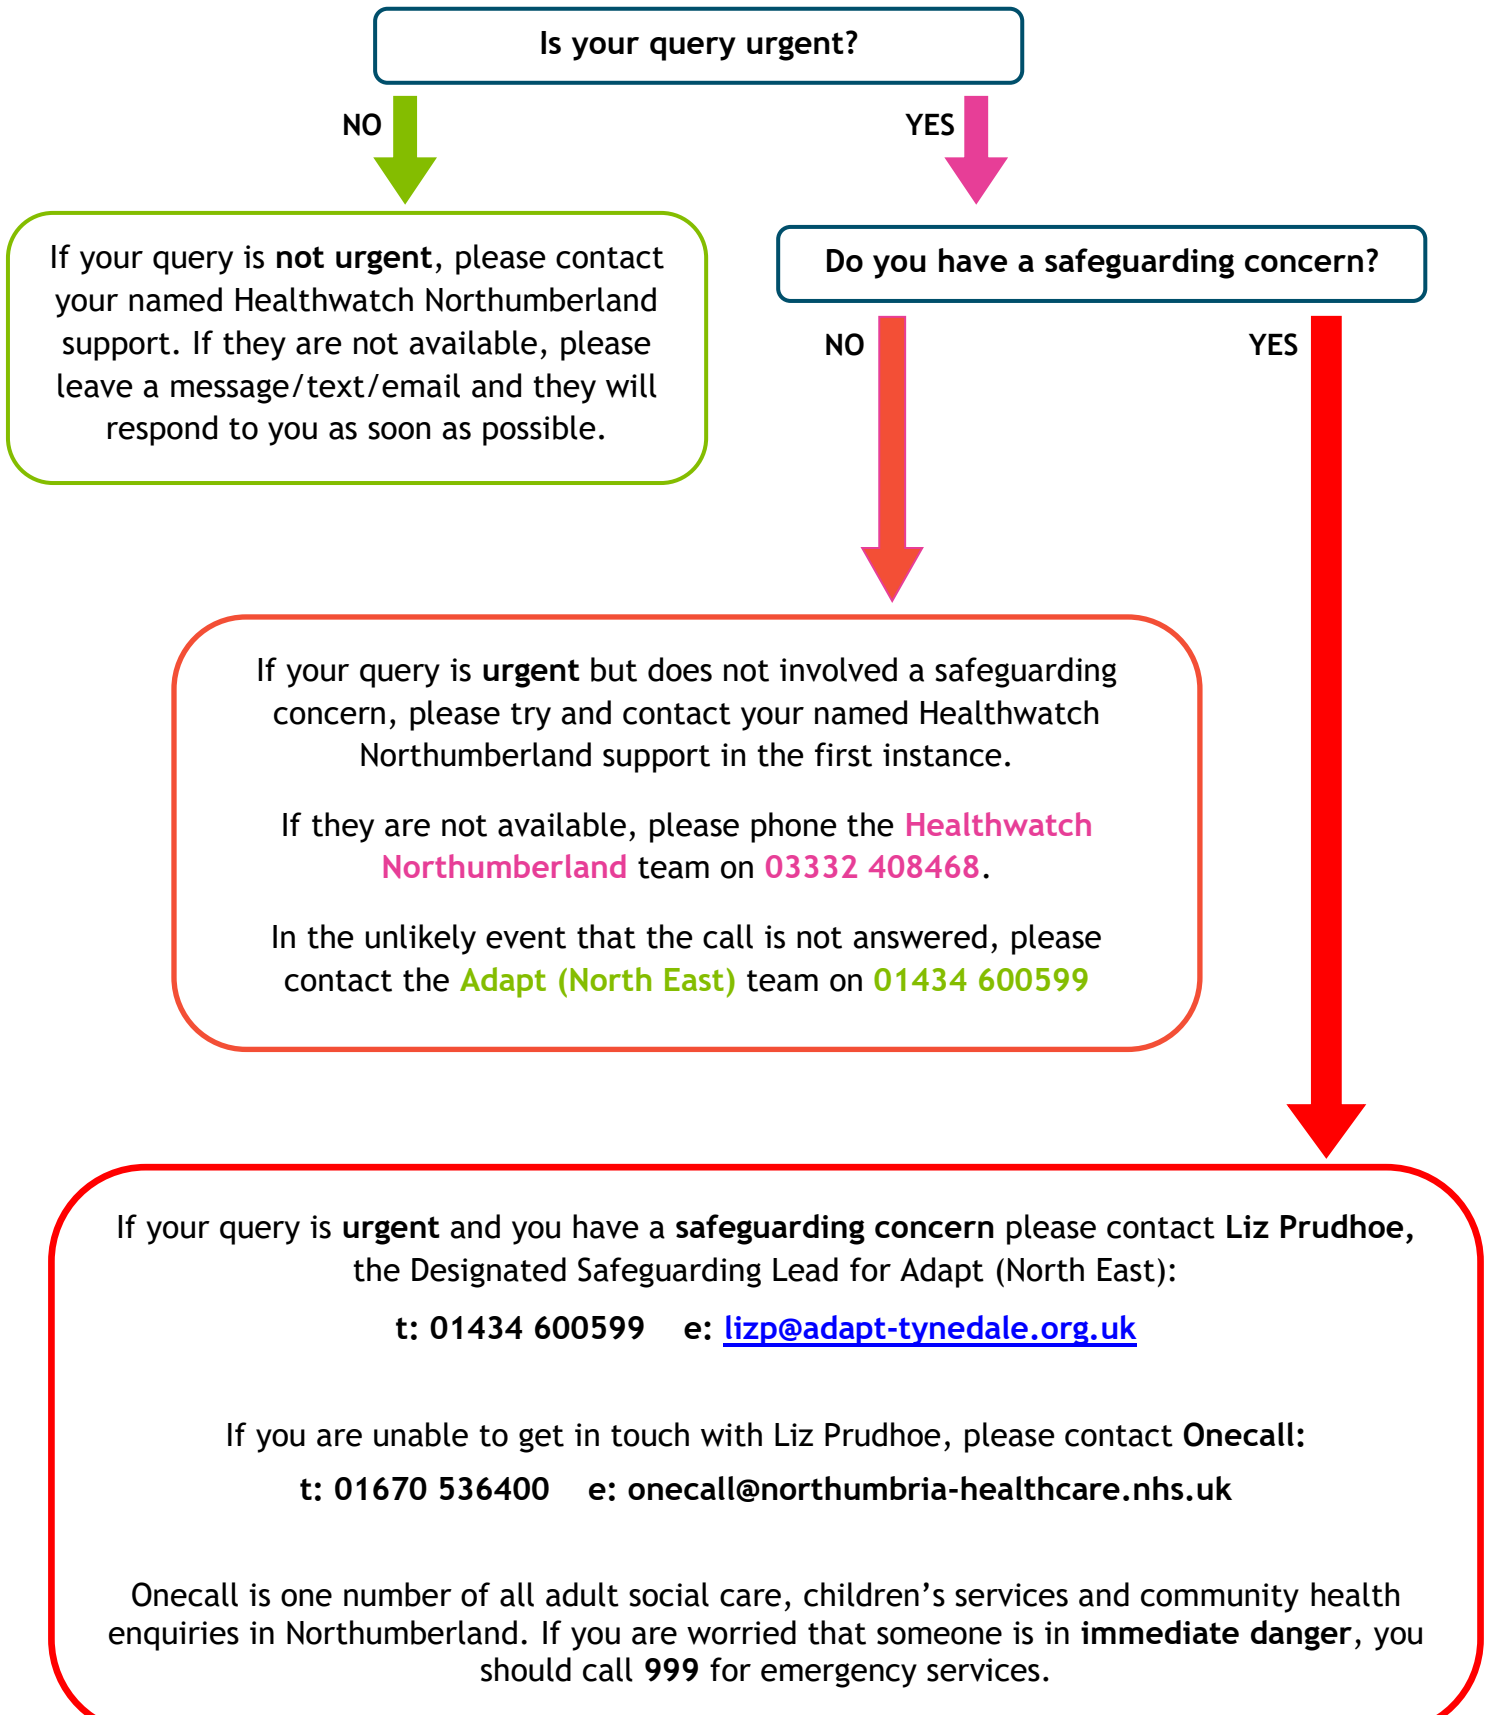 Is your query urgent?
NO
YES
If your query is not urgent, please contact
your named Healthwatch Northumberland
support. If they are not available, please
leave a message/text/email and they will
respond to you as soon as possible.
Do you have a safeguarding concern?
NO
YES
If your query is urgent but does not involved a safeguarding
concern, please try and contact your named Healthwatch
Northumberland support in the first instance.
If they are not available, please phone the Healthwatch
Northumberland team on 03332 408468.
In the unlikely event that the call is not answered, please
contact the Adapt (North East) team on 01434 600599
If your query is urgent and you have a safeguarding concern please contact Liz Prudhoe,
the Designated Safeguarding Lead for Adapt (North East):
t: 01434 600599 e: lizp@adapt-tynedale.org.uk
If you are unable to get in touch with Liz Prudhoe, please contact Onecall:
t: 01670 536400 e: onecall@northumbria-healthcare.nhs.uk
Onecall is one number of all adult social care, children’s services and community health
enquiries in Northumberland. If you are worried that someone is in immediate danger, you
should call 999 for emergency services.